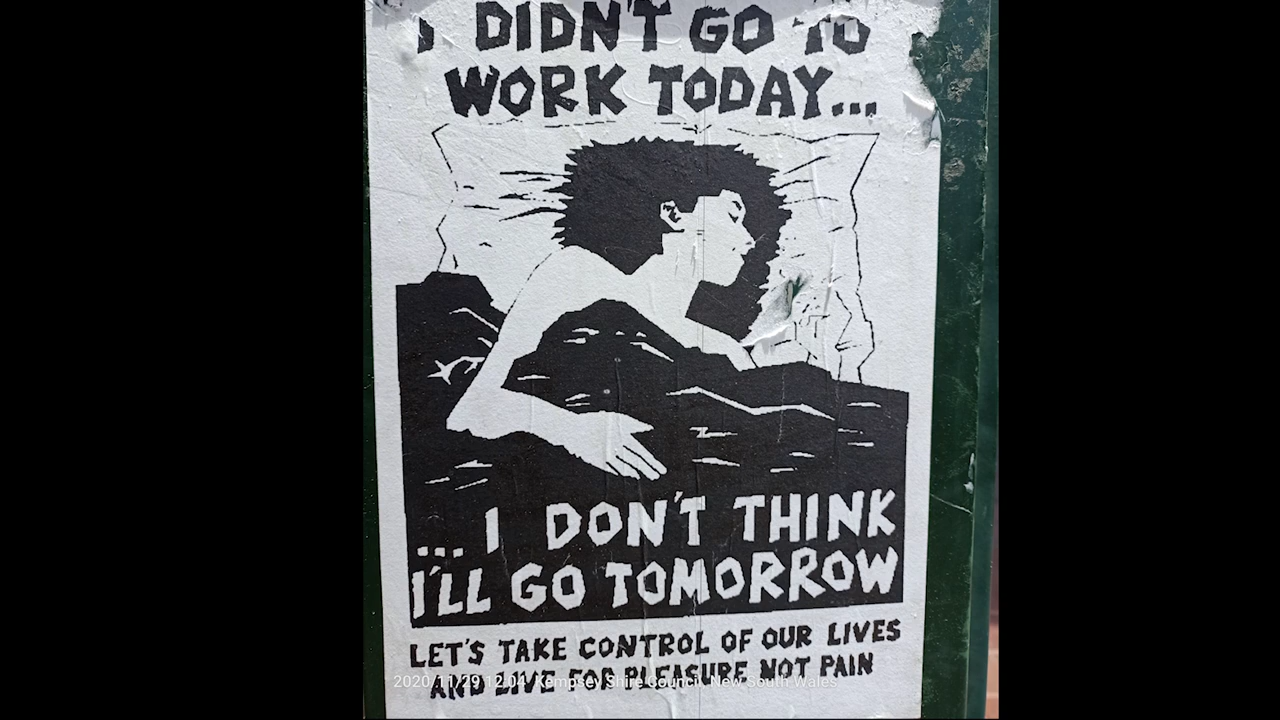 I DIDN'T GO TO
WORK TODAY...
... I DON'T THINK
I'LL GO TOMORROW
LET'S TAKE CONTROL OF OUR LIVES
AND LIVE FOR PLEASURE NOT PAIN
2020/11/29 12:04 Kempsey Shire Council, New South Wales